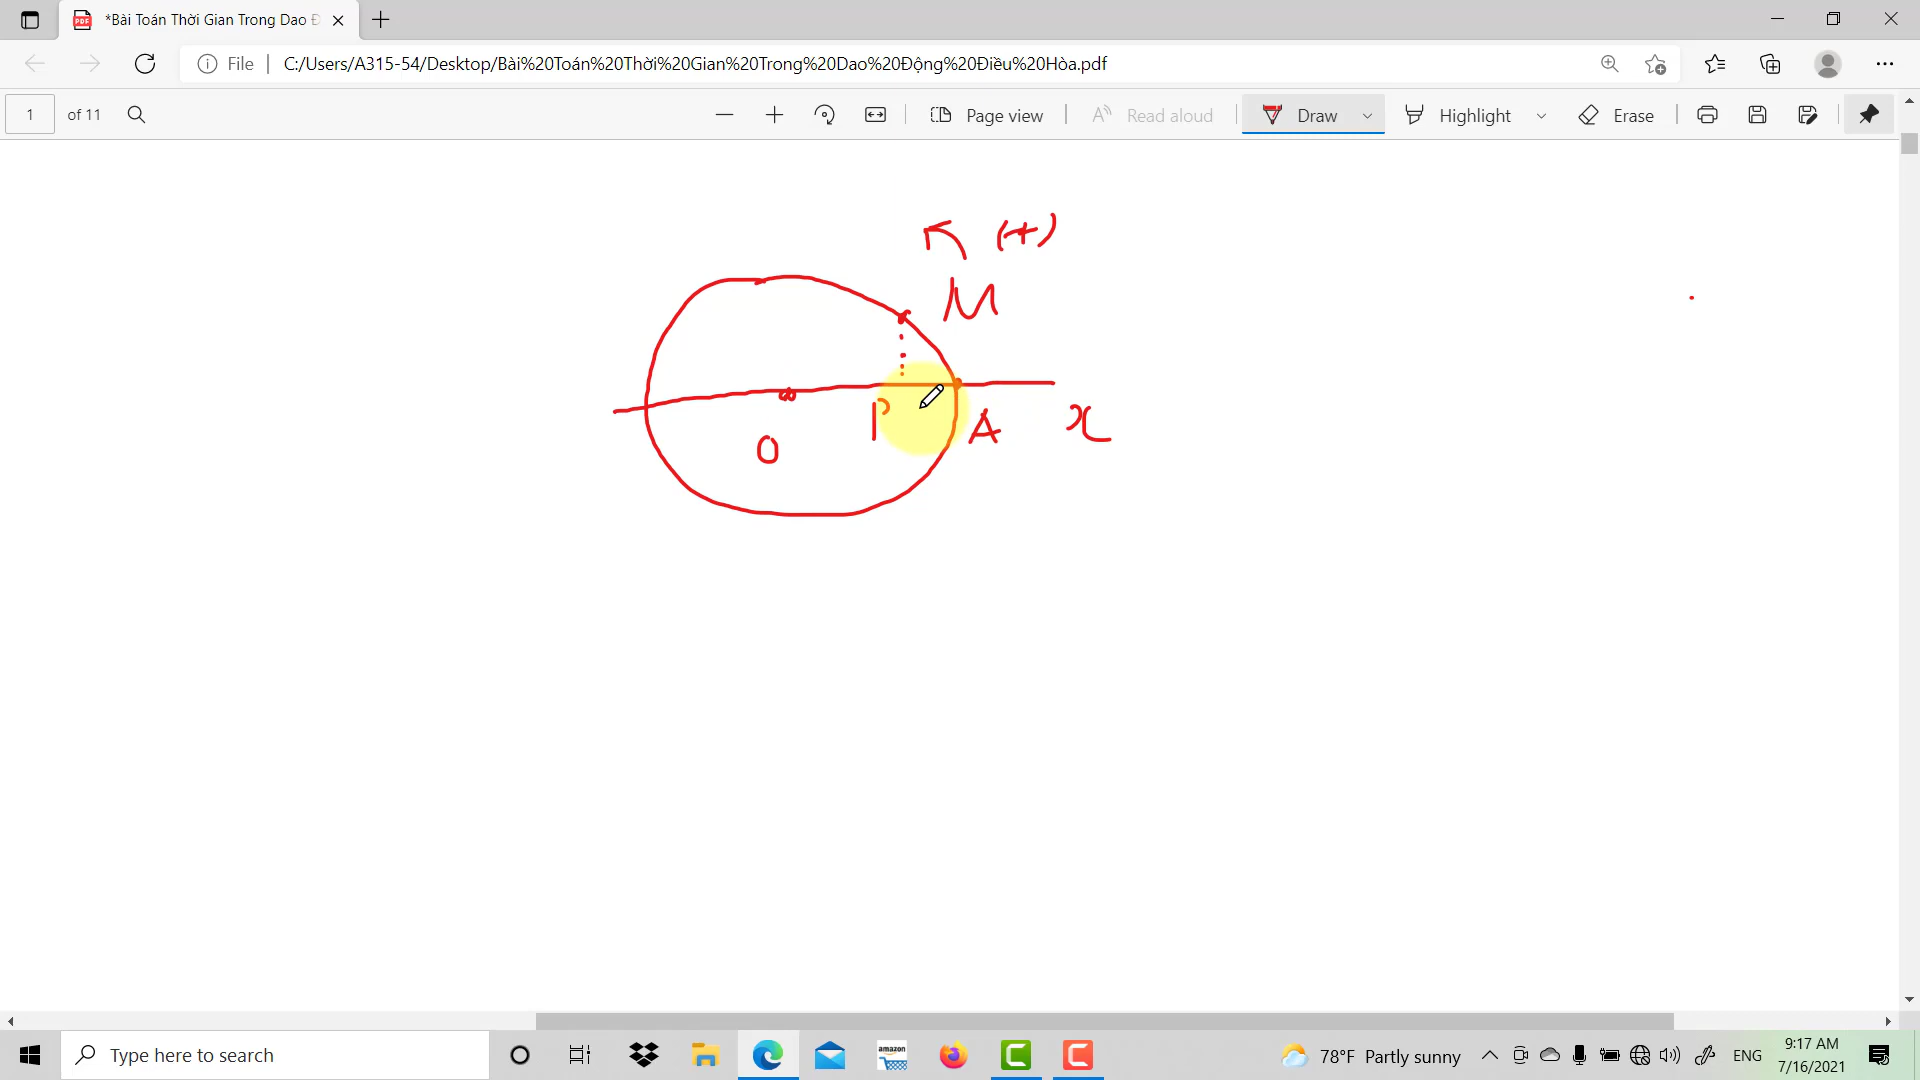 *Bài Toán Thời Gian Trong Dao Đ
File
C:/Users/A315-54/Desktop/Bài%20Toán%20Thời%20Gian%20Trong%20Dao%20Động%20Điều%20Hòa.pdf
1 of 11
Page view
Read aloud
Draw
Highlight
Erase
(+)
M
P
A
x
O
Type here to search
amazon
78°F Partly sunny
ENG
9:17 AM
7/16/2021